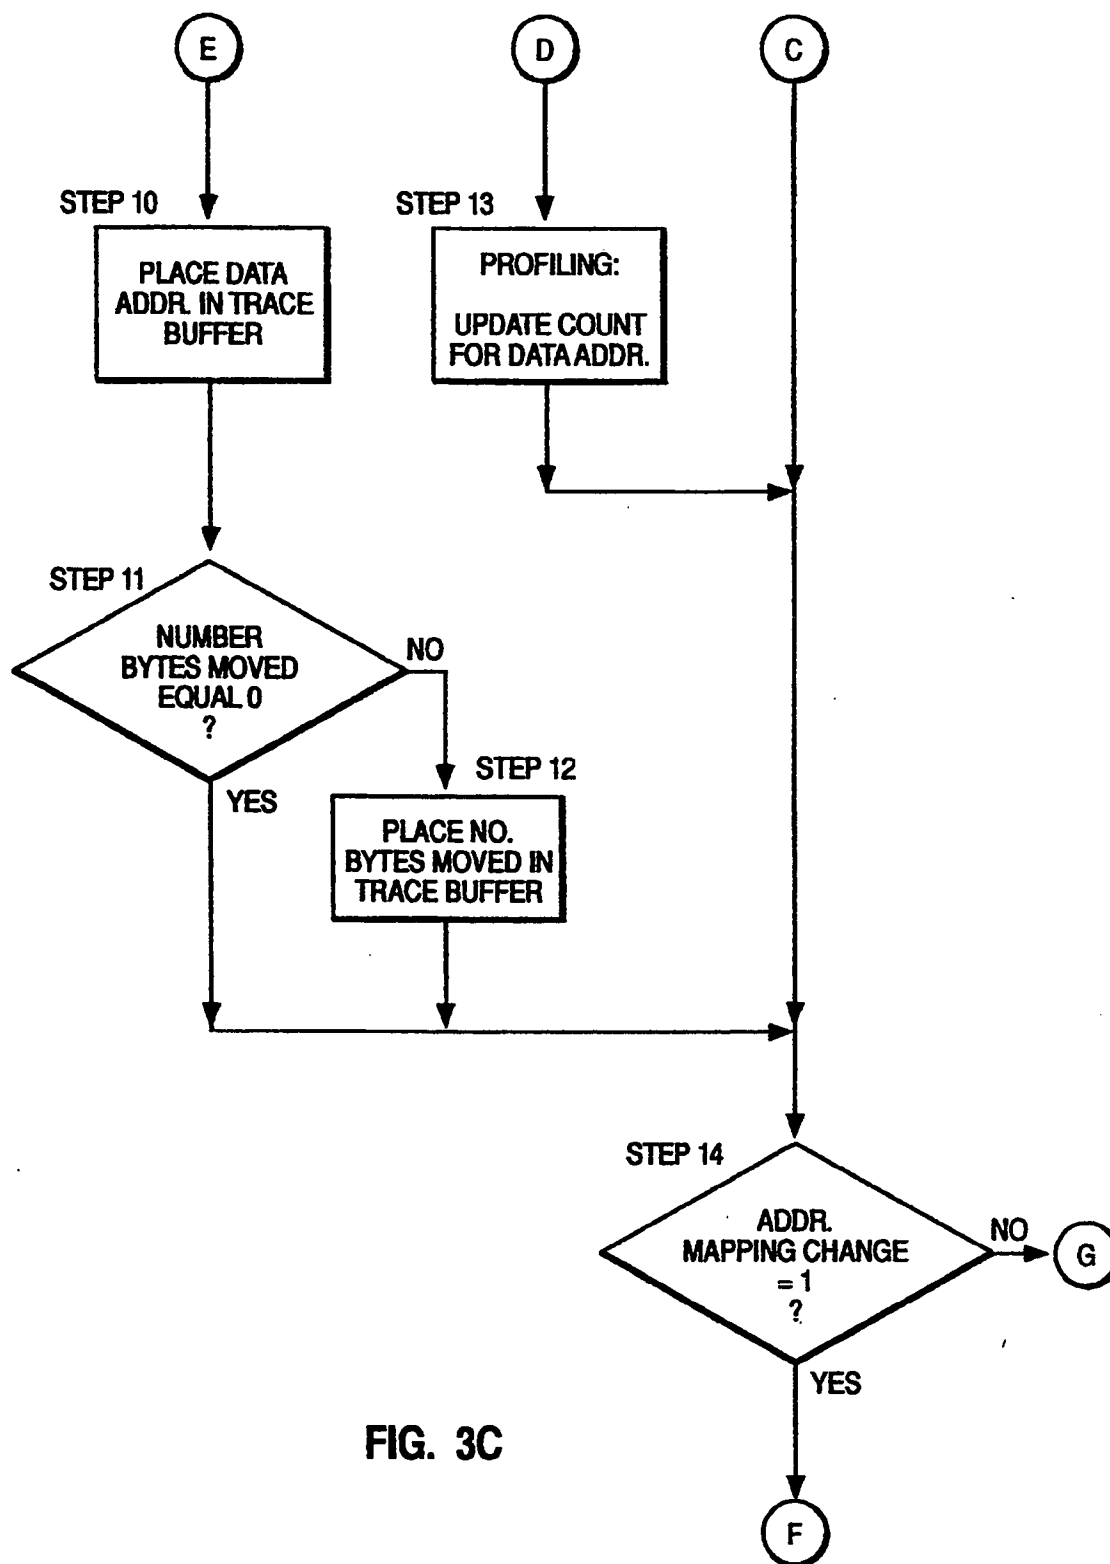 E
D
C
STEP 10
PLACE DATA
ADDR. IN TRACE
BUFFER
STEP 13
PROFILING:
UPDATE COUNT
FOR DATA ADDR.
STEP 11
NUMBER
BYTES MOVED
EQUAL 0
?
NO
YES
STEP 12
PLACE NO.
BYTES MOVED IN
TRACE BUFFER
STEP 14
ADDR.
MAPPING CHANGE
= 1
?
NO
G
YES
F
FIG. 3C